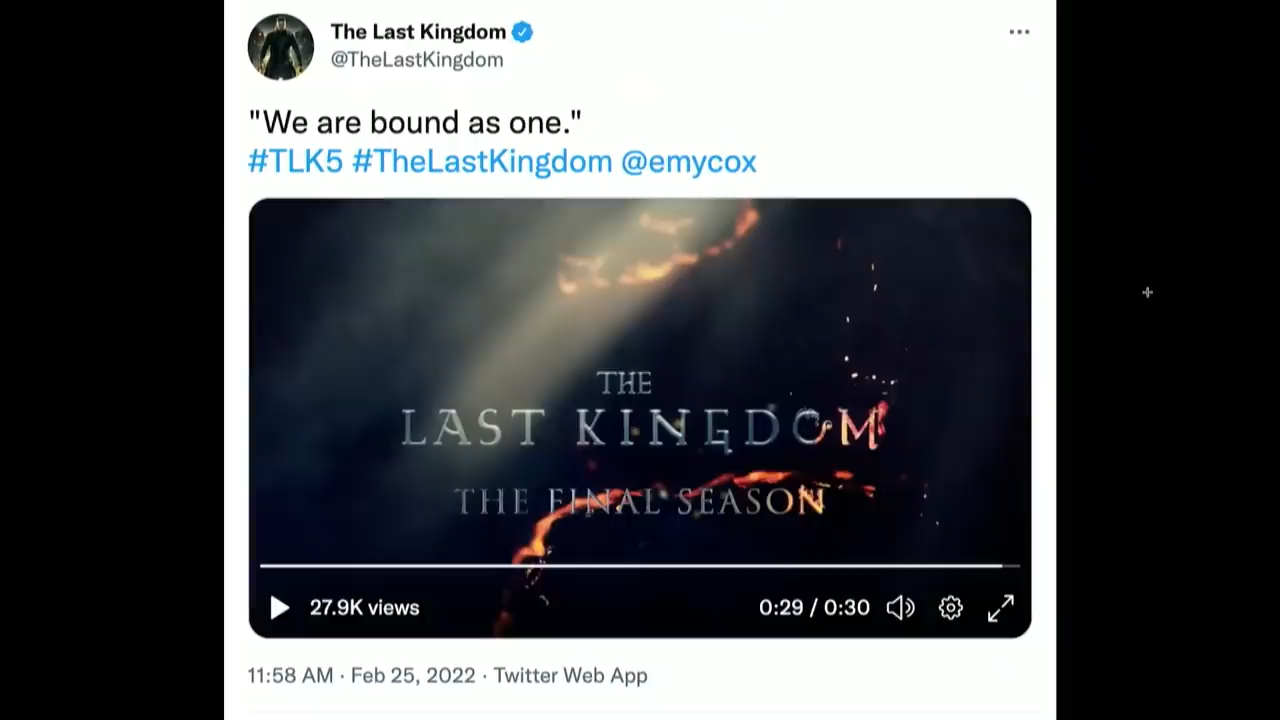 The Last Kingdom
@TheLastKingdom
"We are bound as one."
#TLK5 #TheLastKingdom @emycox
THE
LAST KINGDOM
THE FINAL SEASON
27.9K views
0:29 / 0:30
11:58 AM · Feb 25, 2022 · Twitter Web App